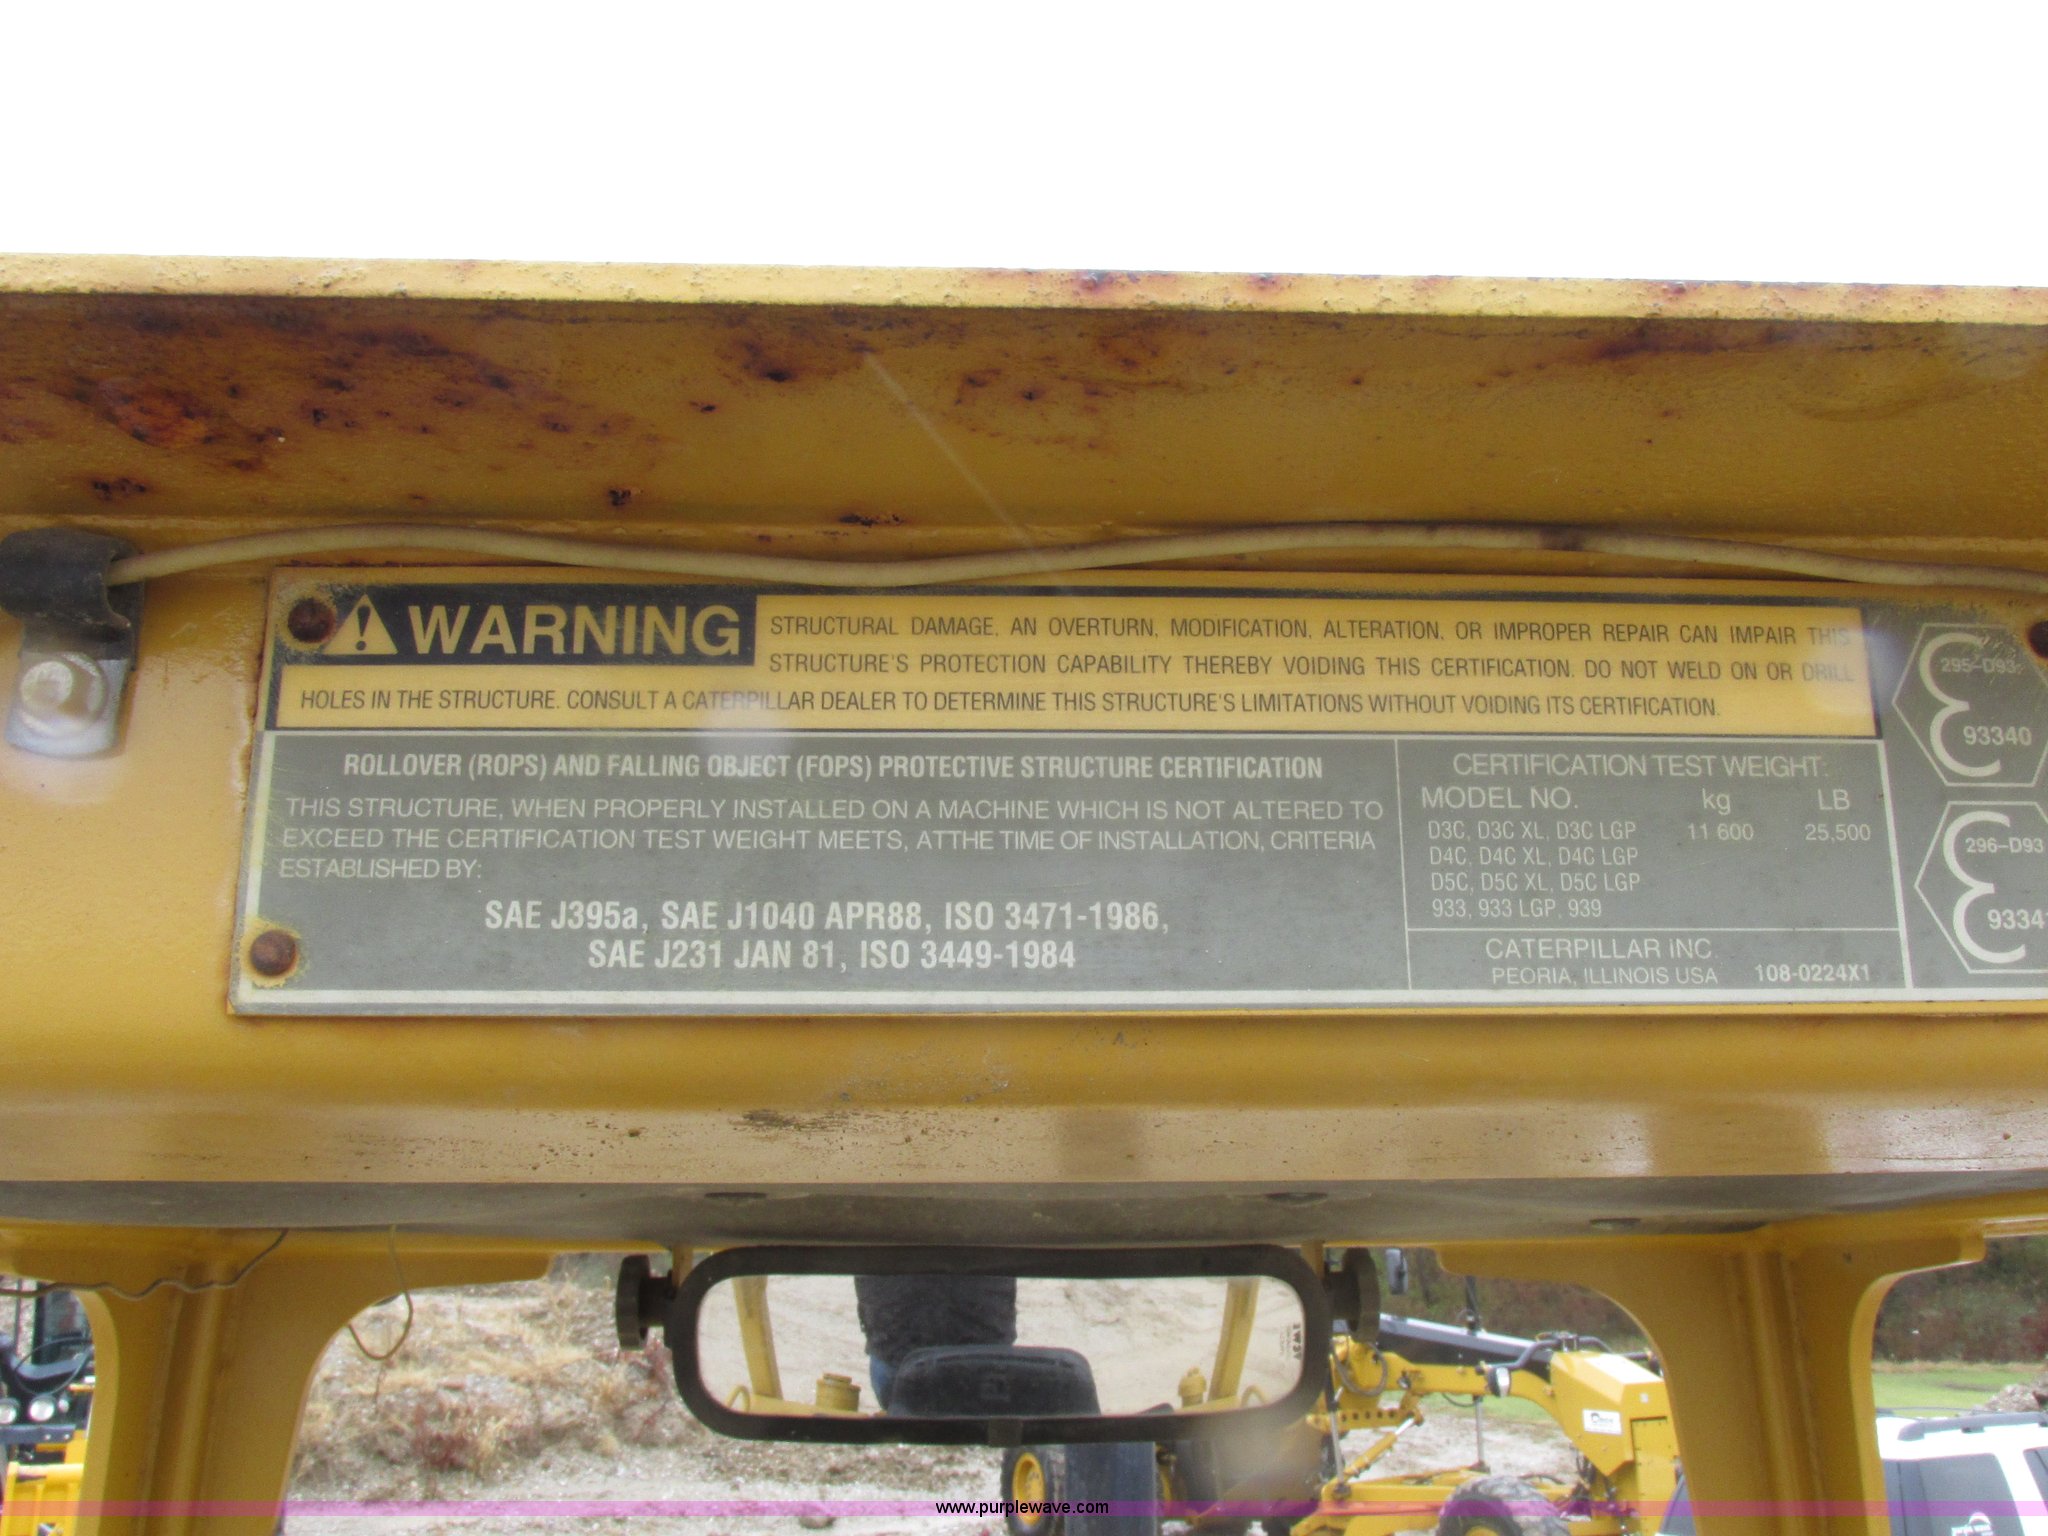 WARNING
STRUCTURAL DAMAGE, AN OVERTURN, MODIFICATION, ALTERATION, OR IMPROPER REPAIR CAN IMPAIR THIS
STRUCTURE'S PROTECTION CAPABILITY THEREBY VOIDING THIS CERTIFICATION. DO NOT WELD ON OR DRILL
HOLES IN THE STRUCTURE. CONSULT A CATERPILLAR DEALER TO DETERMINE THIS STRUCTURE'S LIMITATIONS WITHOUT VOIDING ITS CERTIFICATION.
ROLLOVER (ROPS) AND FALLING OBJECT (FOPS) PROTECTIVE STRUCTURE CERTIFICATION
THIS STRUCTURE, WHEN PROPERLY INSTALLED ON A MACHINE WHICH IS NOT ALTERED TO
EXCEED THE CERTIFICATION TEST WEIGHT MEETS, ATTHE TIME OF INSTALLATION, CRITERIA
ESTABLISHED BY:
SAE J395a, SAE J1040 APR88, ISO 3471-1986,
SAE J231 JAN 81, ISO 3449-1984
CERTIFICATION TEST WEIGHT:
MODEL NO. kg LB
D3C, D3C XL, D3C LGP 11 600 25,500
D4C, D4C XL, D4C LGP
D5C, D5C XL, D5C LGP
933, 933 LGP, 939
CATERPILLAR INC.
PEORIA, ILLINOIS USA 108-0224X1
295-D93
93340
296-D93
9334
www.purplewave.com